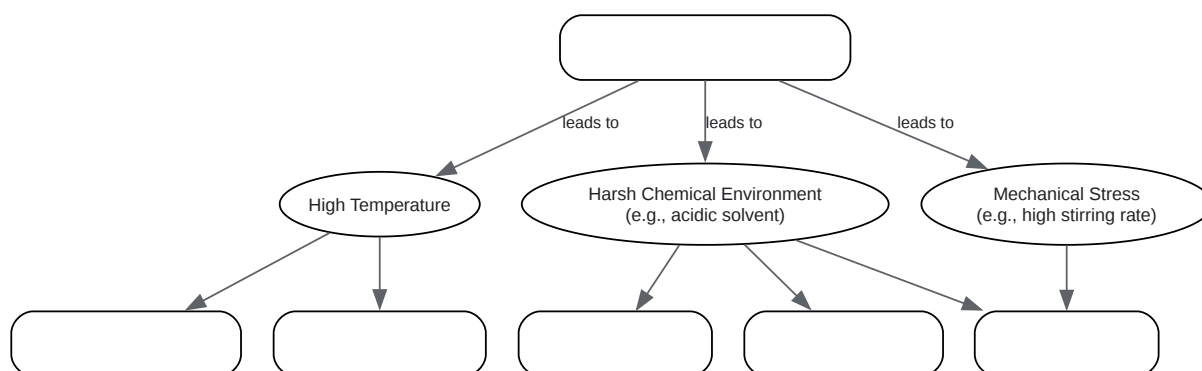 leads to
leads to
leads to
High Temperature
Harsh Chemical Environment
(e.g., acidic solvent)
Mechanical Stress
(e.g., high stirring rate)